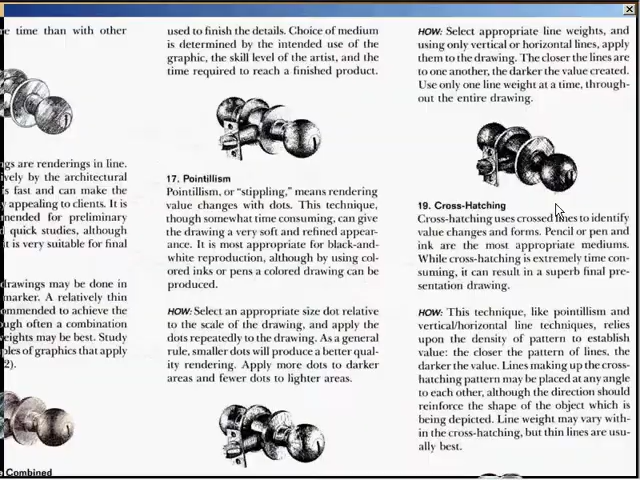 e time than with other
ngs are renderings in line.
ively by the architectural
is fast and can make the
appealing to clients. It is
mended for preliminary
quick studies, although
it is very suitable for final
drawings may be done in
marker. A relatively thin
ommended to achieve the
ough often a combination
weights may be best. Study
ples of graphics that apply
2).
Combined
used to finish the details. Choice of medium
is determined by the intended use of the
graphic, the skill level of the artist, and the
time required to reach a finished product.
17. Pointillism
Pointillism, or “stippling,” means rendering
value changes with dots. This technique,
though somewhat time consuming, can give
the drawing a very soft and refined appear-
ance. It is most appropriate for black-and-
white reproduction, although by using col-
ored inks or pens a colored drawing can be
produced.
HOW: Select an appropriate size dot relative
to the scale of the drawing, and apply the
dots repeatedly to the drawing. As a general
rule, smaller dots will produce a better qual-
ity rendering. Apply more dots to darker
areas and fewer dots to lighter areas.
HOW: Select appropriate line weights, and
using only vertical or horizontal lines, apply
them to the drawing. The closer the lines are
to one another, the darker the value created.
Use only one line weight at a time, through-
out the entire drawing.
19. Cross-Hatching
Cross-hatching uses crossed lines to identify
value changes and forms. Pencil or pen and
ink are the most appropriate mediums.
While cross-hatching is extremely time con-
suming, it can result in a superb final pre-
sentation drawing.
HOW: This technique, like pointillism and
vertical/horizontal line techniques, relies
upon the density of pattern to establish
value: the closer the pattern of lines, the
darker the value. Lines making up the cross-
hatching pattern may be placed at any angle
to each other, although the direction should
reinforce the shape of the object which is
being depicted. Line weight may vary with-
in the cross-hatching, but thin lines are usu-
ally best.